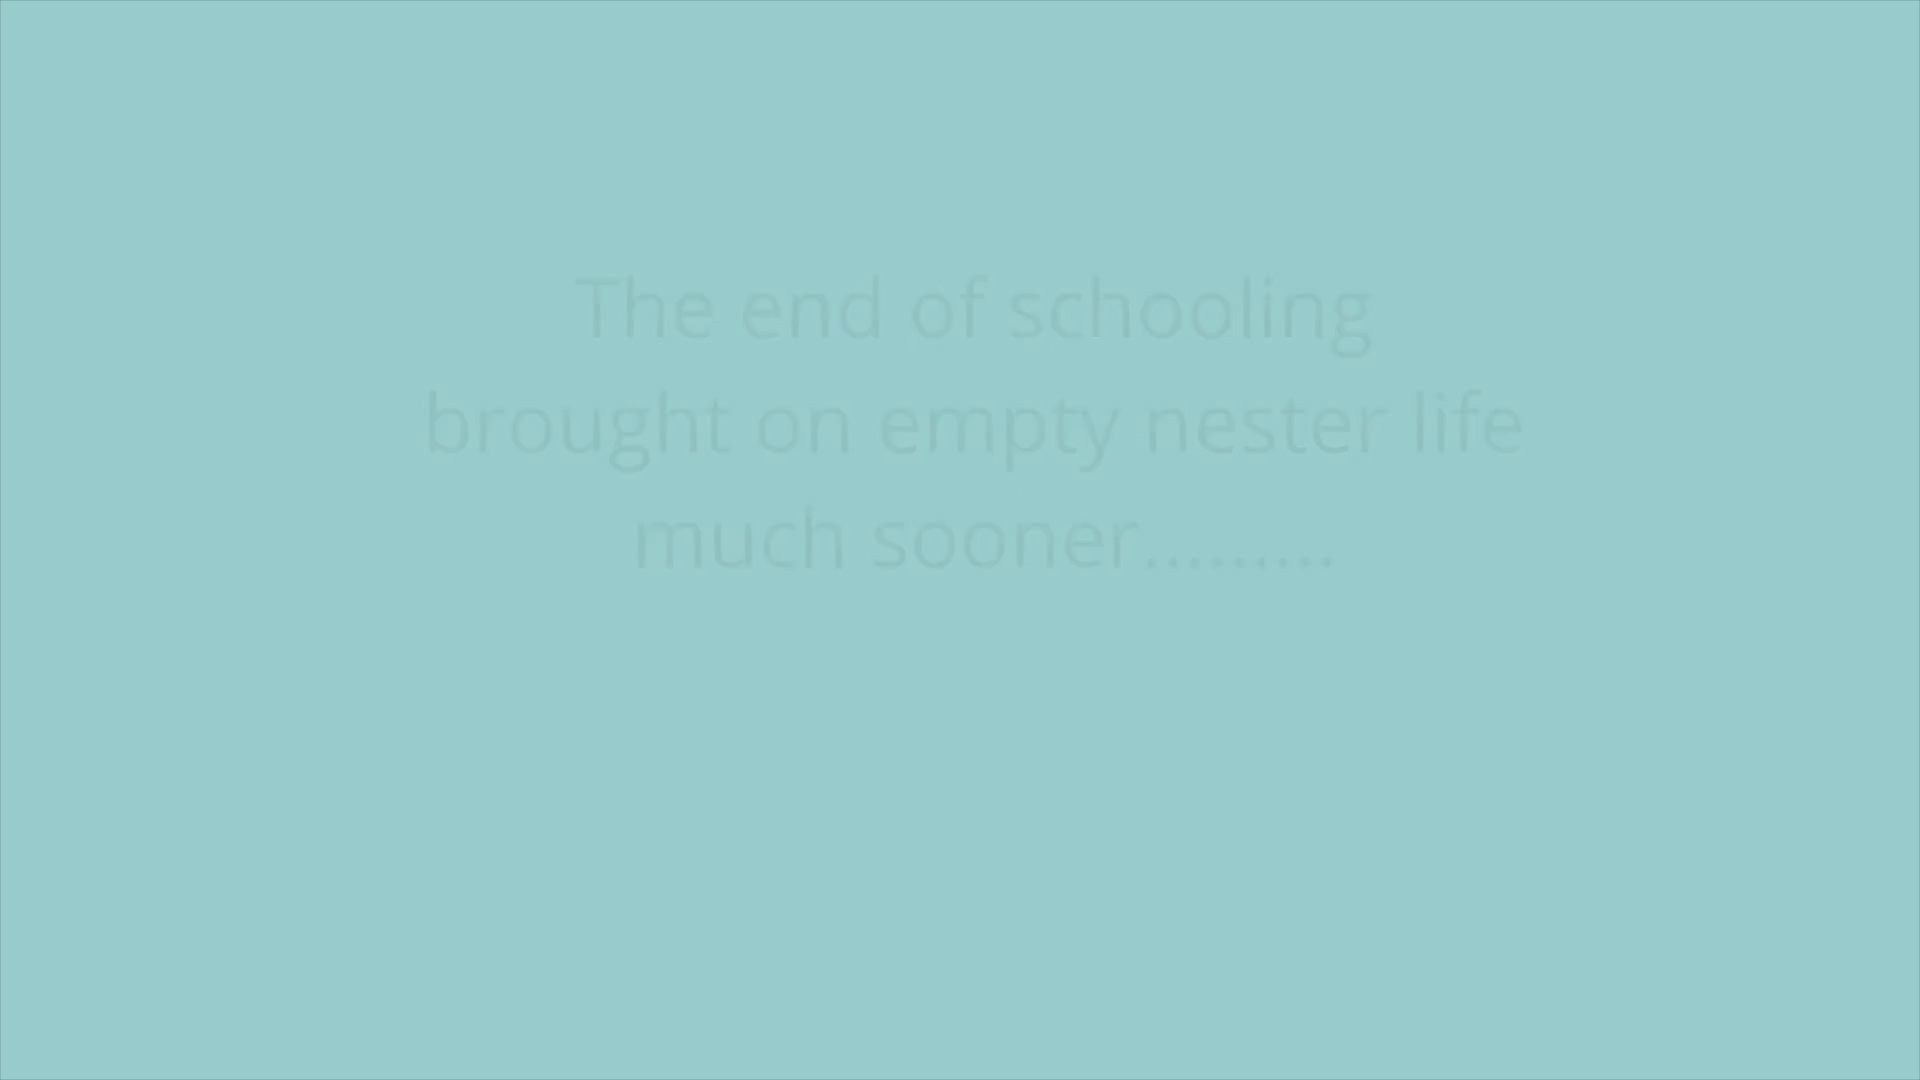 The end of schooling
brought on empty nester life
much sooner.........